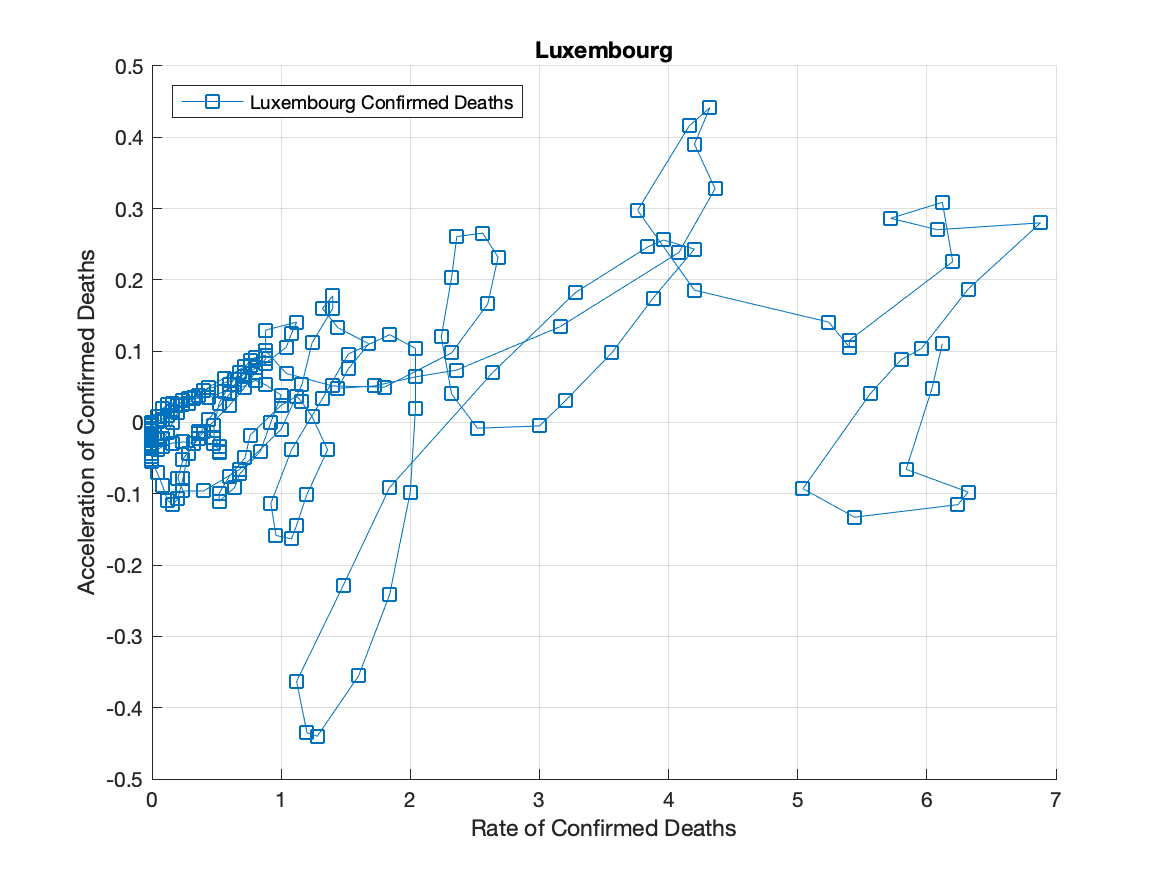 Luxembourg
Luxembourg Confirmed Deaths
0.5
0.4
0.3
0.2
0.1
0
-0.1
-0.2
-0.3
-0.4
-0.5
Acceleration of Confirmed Deaths
0 1 2 3 4 5 6 7
Rate of Confirmed Deaths